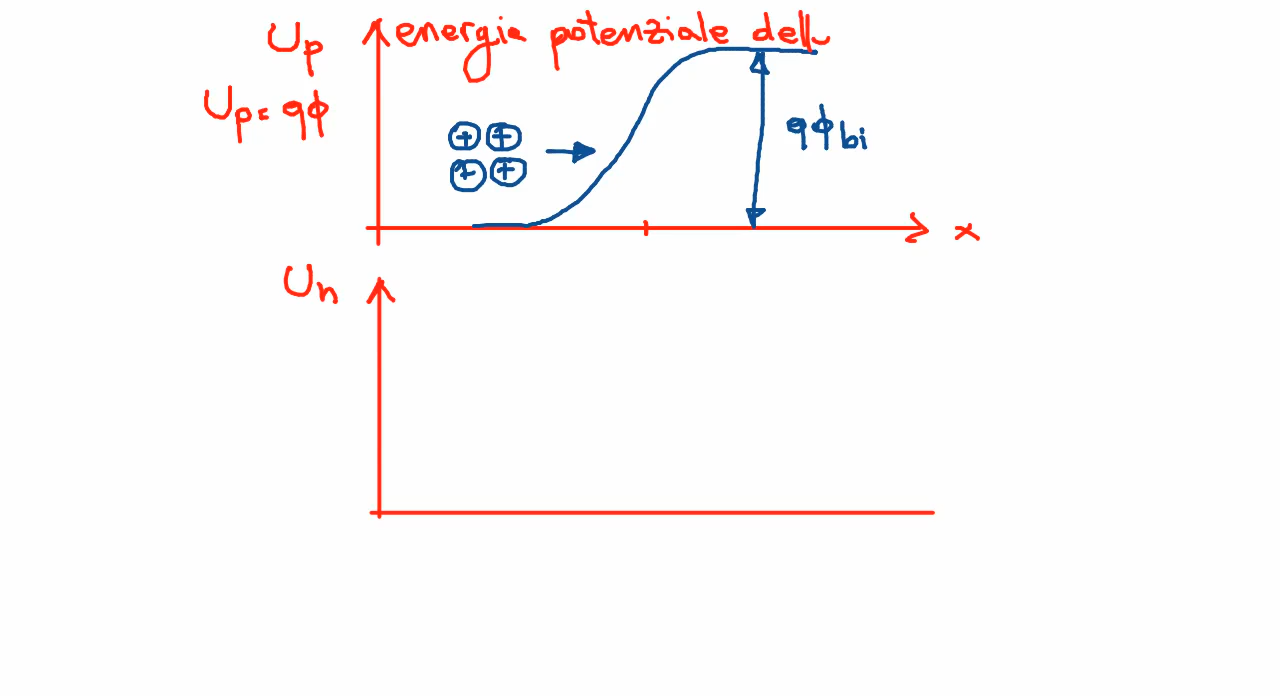 Up energia potenziale dell
Up = qϕ
+ +
+ +
qϕbi
x
Un